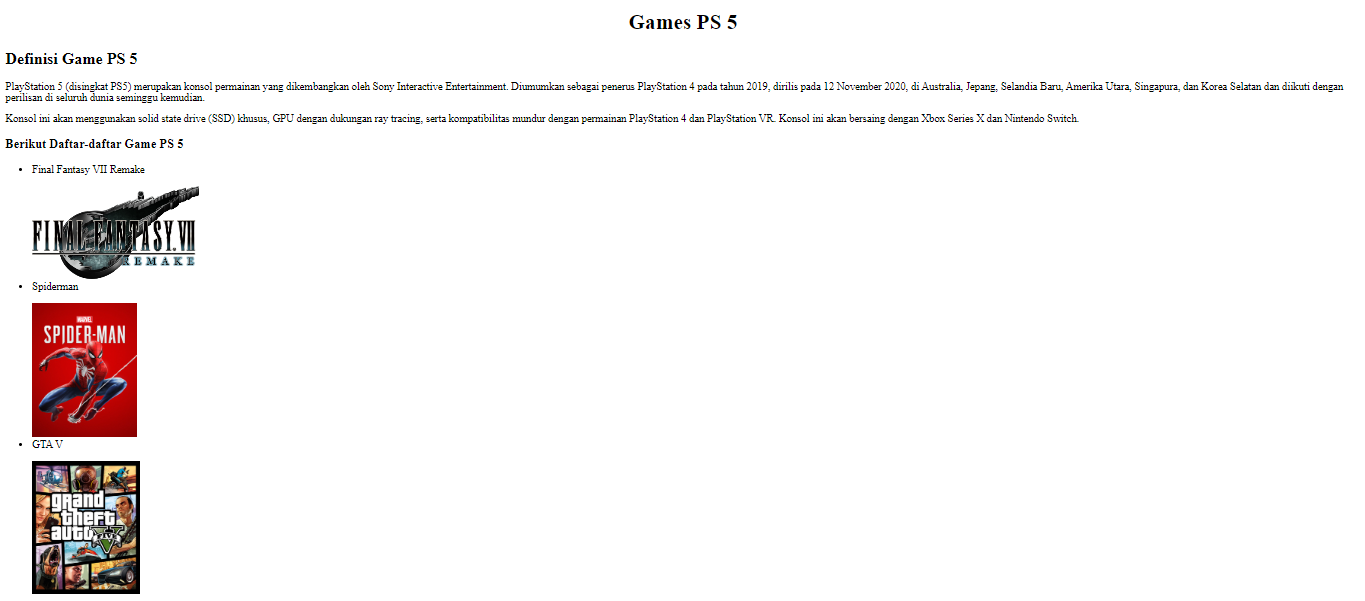 Games PS 5
Definisi Game PS 5
PlayStation 5 (disingkat PS5) merupakan konsol permainan yang dikembangkan oleh Sony Interactive Entertainment. Diumumkan sebagai penerus PlayStation 4 pada tahun 2019, dirilis pada 12 November 2020, di Australia, Jepang, Selandia Baru, Amerika Utara, Singapura, dan Korea Selatan dan diikuti dengan
perilisan di seluruh dunia seminggu kemudian.
Konsol ini akan menggunakan solid state drive (SSD) khusus, GPU dengan dukungan ray tracing, serta kompatibilitas mundur dengan permainan PlayStation 4 dan PlayStation VR. Konsol ini akan bersaing dengan Xbox Series X dan Nintendo Switch.
Berikut Daftar-daftar Game PS 5
Final Fantasy VII Remake
FINAL FANTASY VII
REMAKE
Spiderman
MARVEL
SPIDER-MAN
GTA V
grand
theft
auto V
FIVE